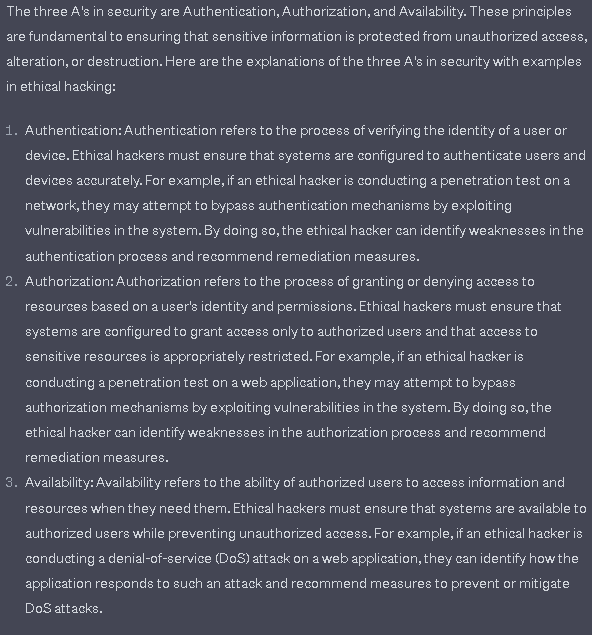 The three A's in security are Authentication, Authorization, and Availability. These principles
are fundamental to ensuring that sensitive information is protected from unauthorized access,
alteration, or destruction. Here are the explanations of the three A's in security with examples
in ethical hacking:
1. Authentication: Authentication refers to the process of verifying the identity of a user or
device. Ethical hackers must ensure that systems are configured to authenticate users and
devices accurately. For example, if an ethical hacker is conducting a penetration test on a
network, they may attempt to bypass authentication mechanisms by exploiting
vulnerabilities in the system. By doing so, the ethical hacker can identify weaknesses in the
authentication process and recommend remediation measures.
2. Authorization: Authorization refers to the process of granting or denying access to
resources based on a user's identity and permissions. Ethical hackers must ensure that
systems are configured to grant access only to authorized users and that access to
sensitive resources is appropriately restricted. For example, if an ethical hacker is
conducting a penetration test on a web application, they may attempt to bypass
authorization mechanisms by exploiting vulnerabilities in the system. By doing so, the
ethical hacker can identify weaknesses in the authorization process and recommend
remediation measures.
3. Availability: Availability refers to the ability of authorized users to access information and
resources when they need them. Ethical hackers must ensure that systems are available to
authorized users while preventing unauthorized access. For example, if an ethical hacker is
conducting a denial-of-service (DoS) attack on a web application, they can identify how the
application responds to such an attack and recommend measures to prevent or mitigate
DoS attacks.